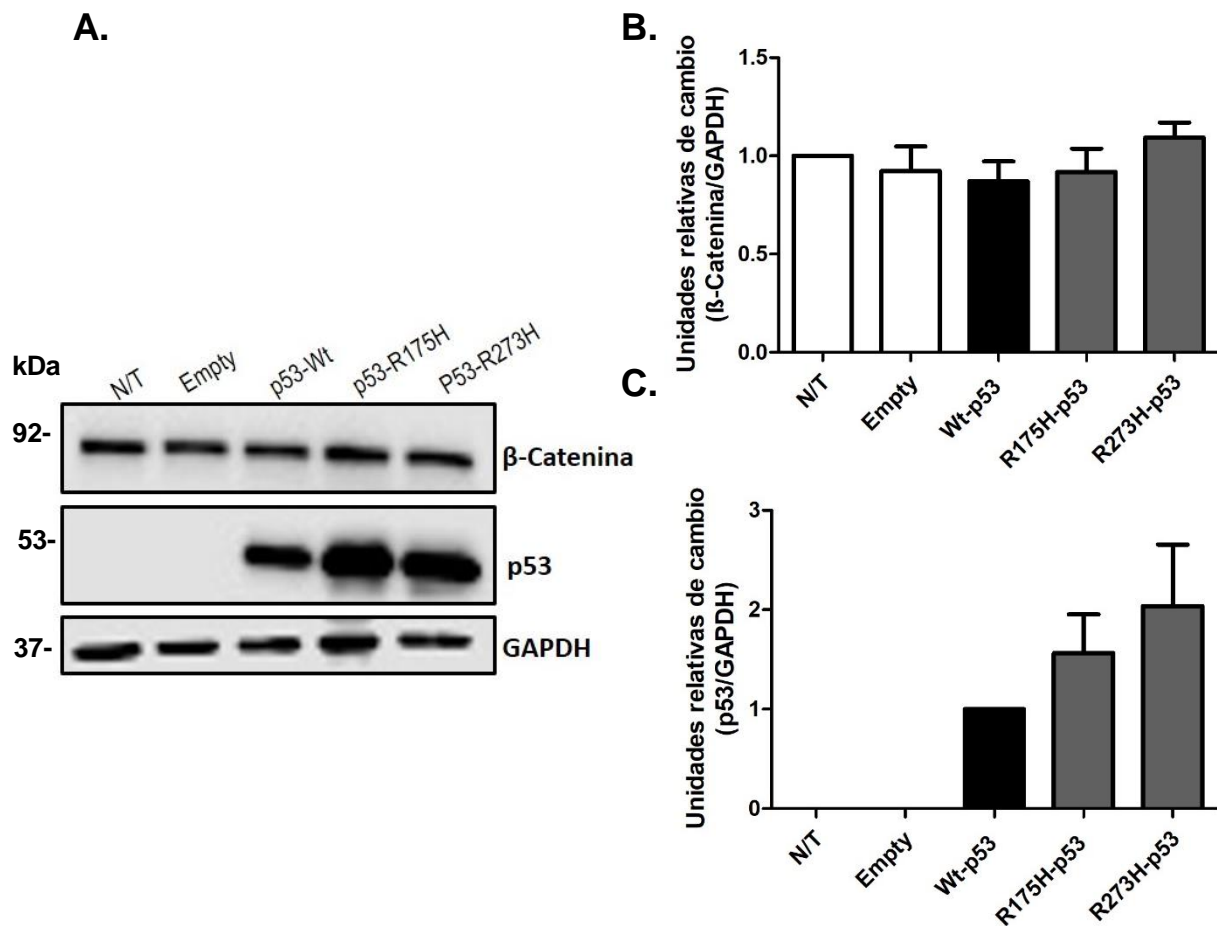 A.
kDa
N/T
Empty
p53-Wt
p53-R175H
P53-R273H
92-
β-Catenina
53-
p53
37-
GAPDH
B.
Unidades relativas de cambio
(ß-Catenina/GAPDH)
1.5
1.0
0.5
0.0
N/T
Empty
Wt-p53
R175H-p53
R273H-p53
C.
Unidades relativas de cambio
(p53/GAPDH)
3
2
1
0
N/T
Empty
Wt-p53
R175H-p53
R273H-p53